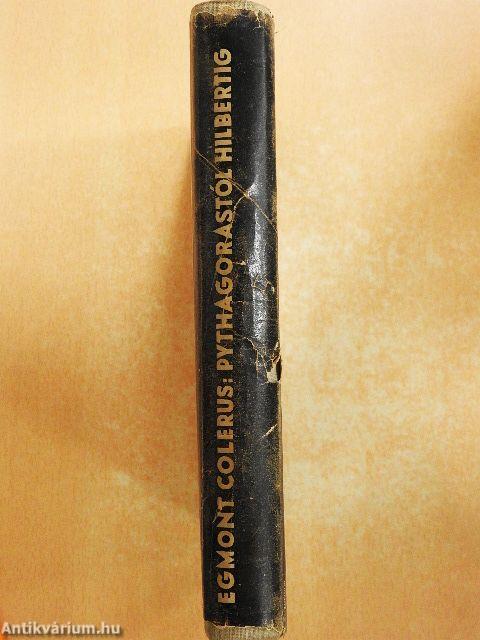 EGMONT COLERUS: PYTHAGORASTÓL HILBERTIG
Antikvárium.hu